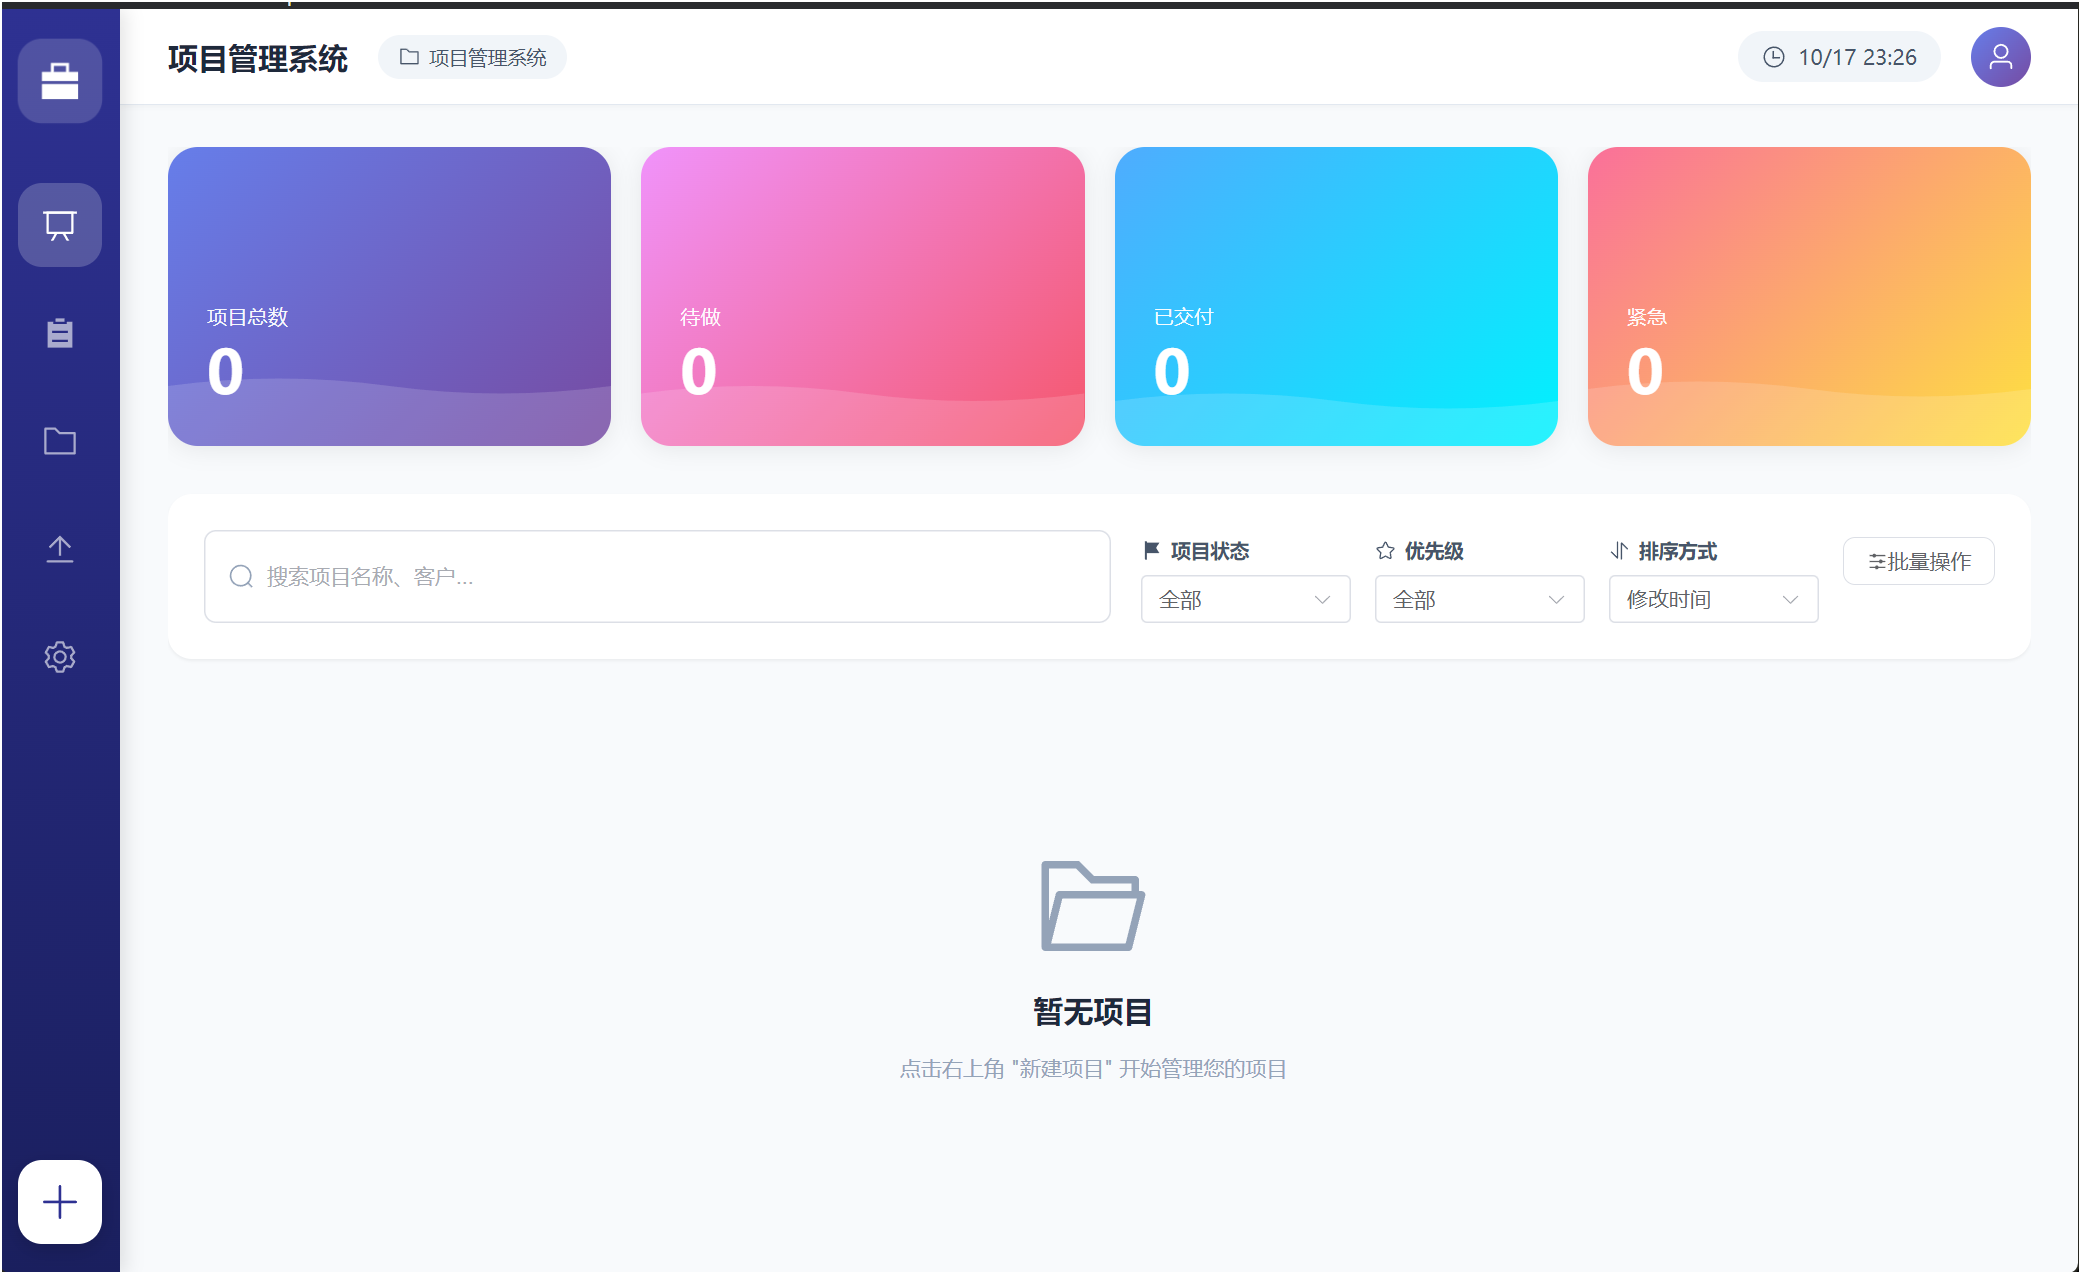 项目管理系统
项目管理系统
10/17 23:26
项目总数
0
待做
0
已交付
0
紧急
0
搜索项目名称、客户...
项目状态
全部
优先级
全部
排序方式
修改时间
批量操作
暂无项目
点击右上角 "新建项目" 开始管理您的项目